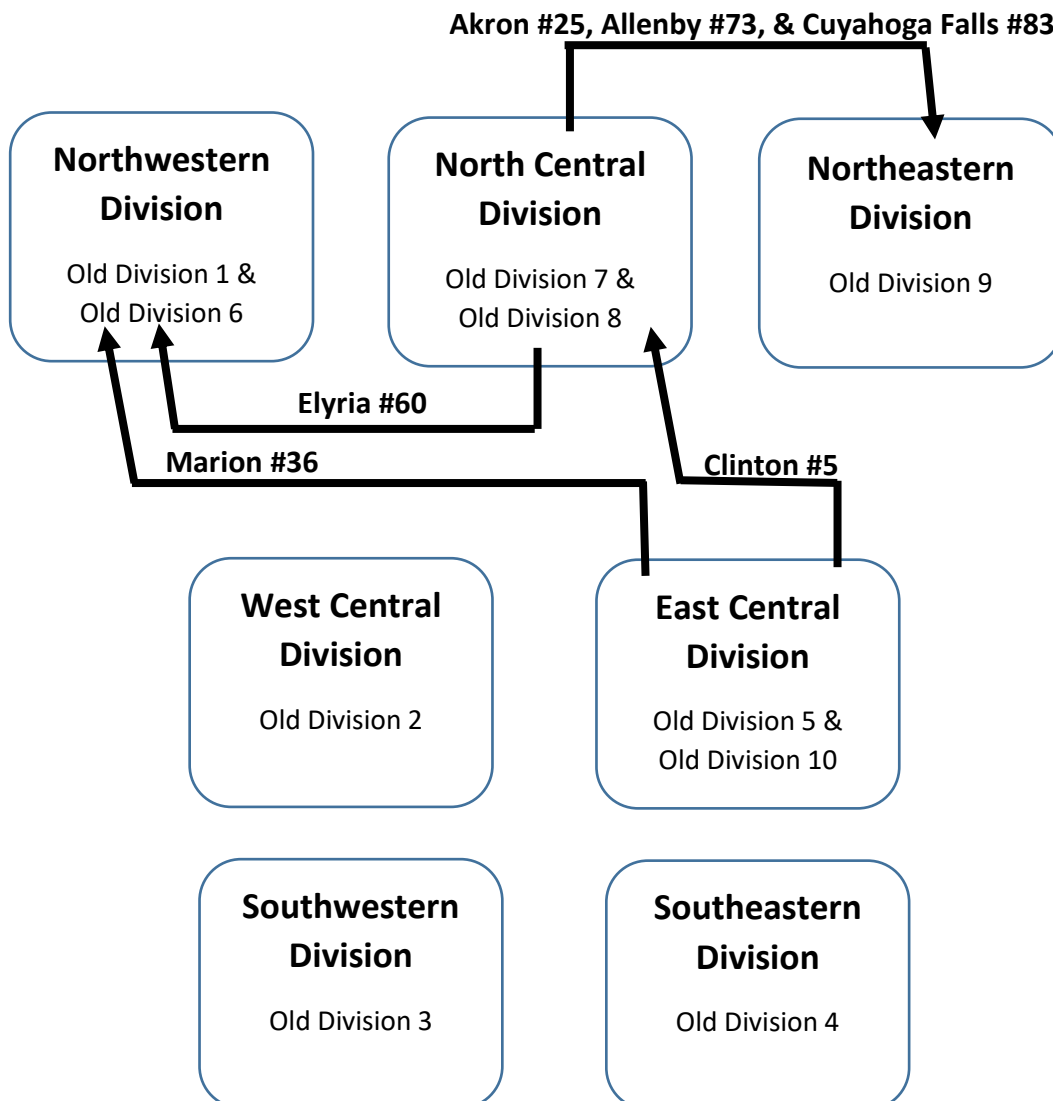 Akron #25, Allenby #73, & Cuyahoga Falls #83
Northwestern
Division
Old Division 1 &
Old Division 6
North Central
Division
Old Division 7 &
Old Division 8
Northeastern
Division
Old Division 9
Elyria #60
Marion #36
Clinton #5
West Central
Division
Old Division 2
East Central
Division
Old Division 5 &
Old Division 10
Southwestern
Division
Old Division 3
Southeastern
Division
Old Division 4